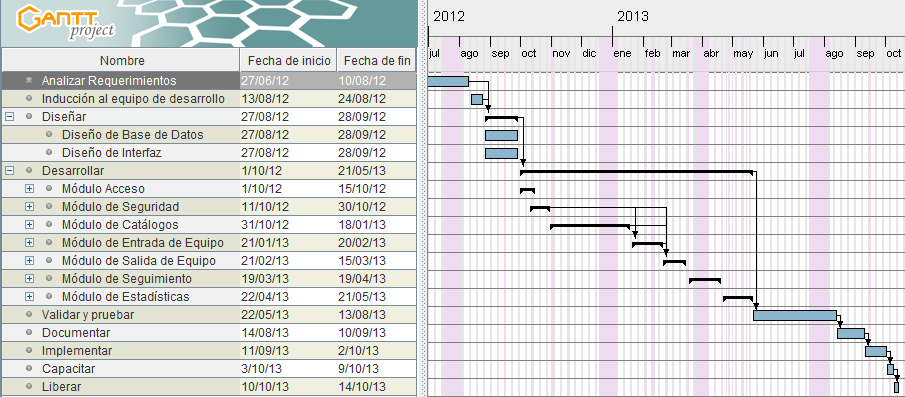 GANTT
project
2012 2013
jul ago sep oct nov dic ene feb mar abr may jun jul ago sep oct
Nombre Fecha de inicio Fecha de fin
Analizar Requerimientos 27/06/12 10/08/12
Inducción al equipo de desarrollo 13/08/12 24/08/12
Diseñar 27/08/12 28/09/12
Diseño de Base de Datos 27/08/12 28/09/12
Diseño de Interfaz 27/08/12 28/09/12
Desarrollar 1/10/12 21/05/13
Módulo Acceso 1/10/12 15/10/12
Módulo de Seguridad 11/10/12 30/10/12
Módulo de Catálogos 31/10/12 18/01/13
Módulo de Entrada de Equipo 21/01/13 20/02/13
Módulo de Salida de Equipo 21/02/13 15/03/13
Módulo de Seguimiento 19/03/13 19/04/13
Módulo de Estadísticas 22/04/13 21/05/13
Validar y pruebar 22/05/13 13/08/13
Documentar 14/08/13 10/09/13
Implementar 11/09/13 2/10/13
Capacitar 3/10/13 9/10/13
Liberar 10/10/13 14/10/13